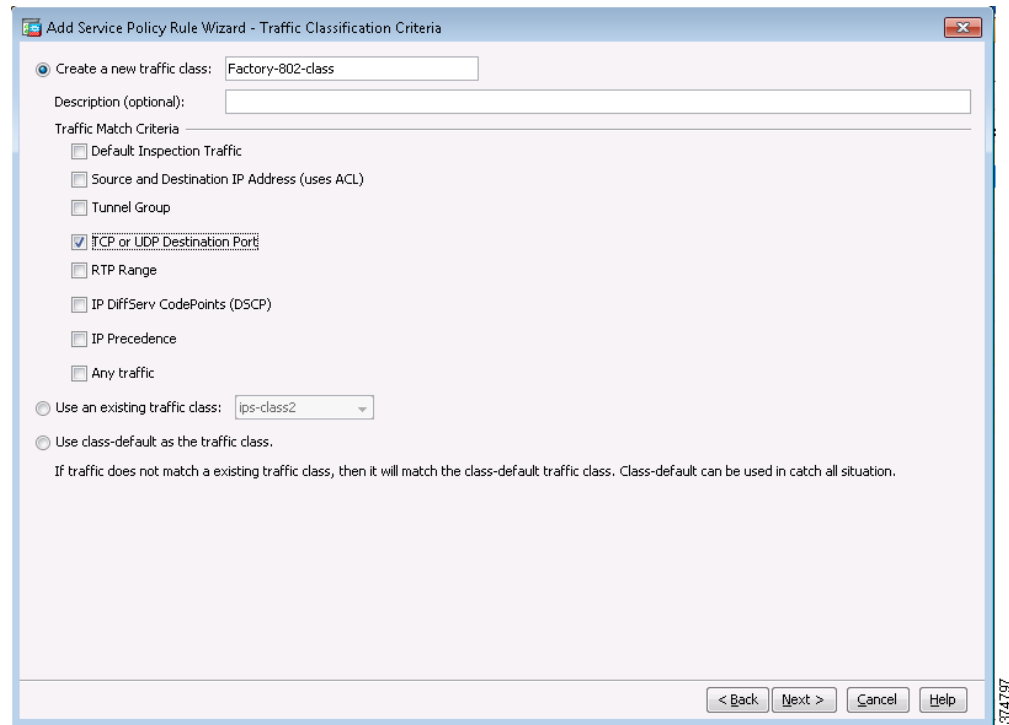 Add Service Policy Rule Wizard - Traffic Classification Criteria
Create a new traffic class: Factory-802-class
Description (optional):
Traffic Match Criteria
Default Inspection Traffic
Source and Destination IP Address (uses ACL)
Tunnel Group
TCP or UDP Destination Port
RTP Range
IP DiffServ CodePoints (DSCP)
IP Precedence
Any traffic
Use an existing traffic class: ips-class2
Use class-default as the traffic class.
If traffic does not match a existing traffic class, then it will match the class-default traffic class. Class-default can be used in catch all situation.
< Back Next > Cancel Help
374797